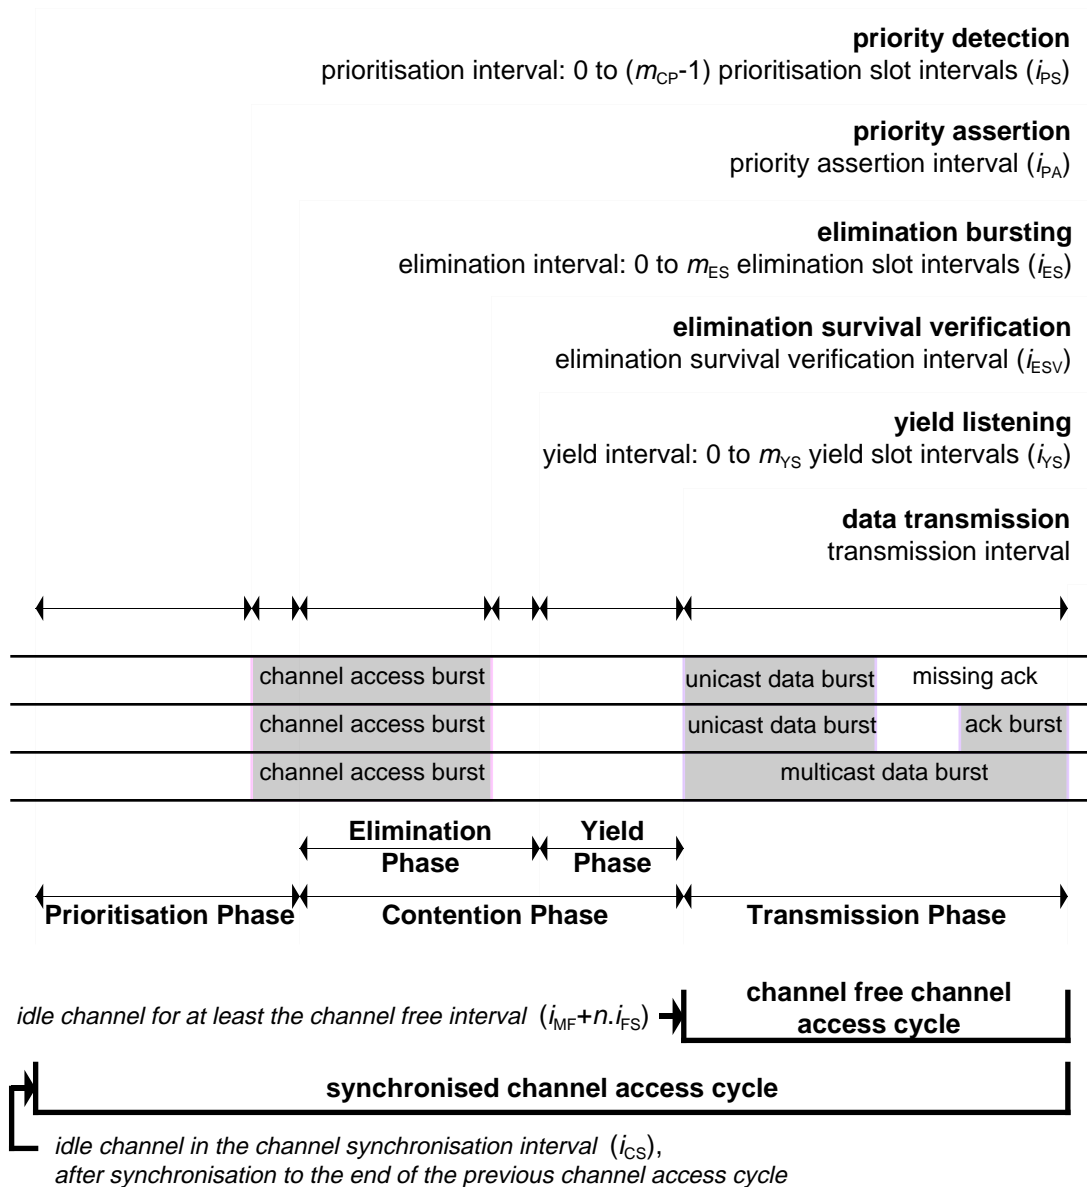 priority detection
prioritisation interval: 0 to (mCP-1) prioritisation slot intervals (iPS)
priority assertion
priority assertion interval (iPA)
elimination bursting
elimination interval: 0 to mES elimination slot intervals (iES)
elimination survival verification
elimination survival verification interval (iESV)
yield listening
yield interval: 0 to mYS yield slot intervals (iYS)
data transmission
transmission interval
channel access burst unicast data burst missing ack
channel access burst unicast data burst ack burst
channel access burst multicast data burst
Elimination Yield
Phase Phase
Prioritisation Phase Contention Phase Transmission Phase
channel free channel
idle channel for at least the channel free interval (iMF+n.iFS)
access cycle
synchronised channel access cycle
idle channel in the channel synchronisation interval (iCS),
after synchronisation to the end of the previous channel access cycle